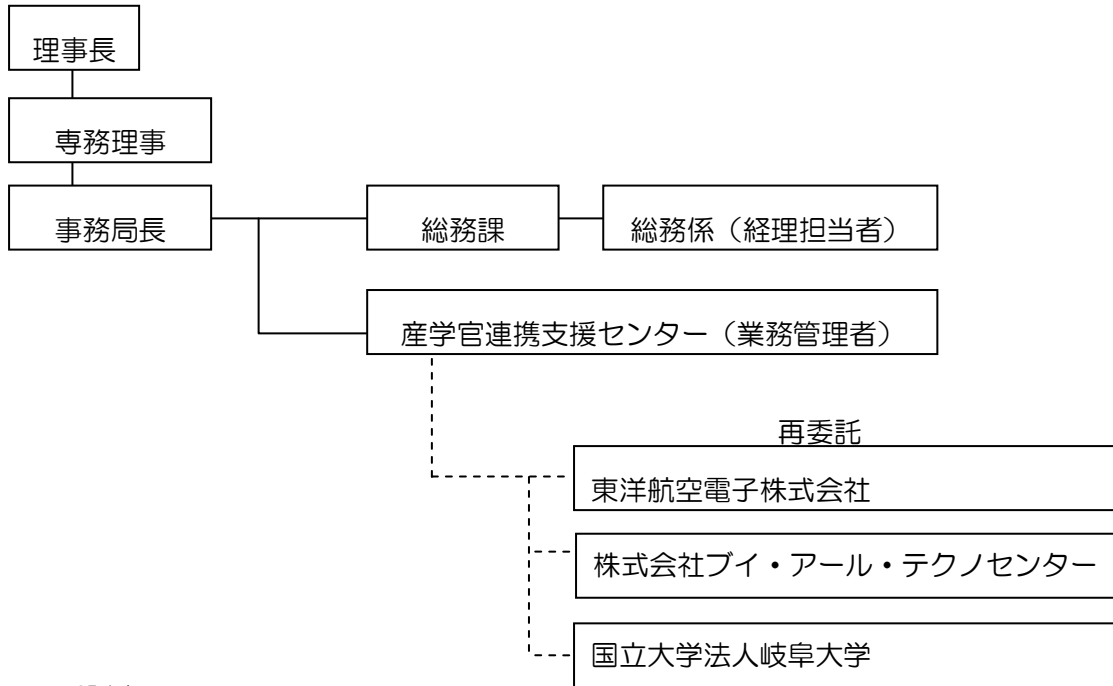 理事長
専務理事
事務局長
総務課
総務係（経理担当者）
産学官連携支援センター（業務管理者）
再委託
東洋航空電子株式会社
株式会社ブイ・アール・テクノセンター
国立大学法人岐阜大学